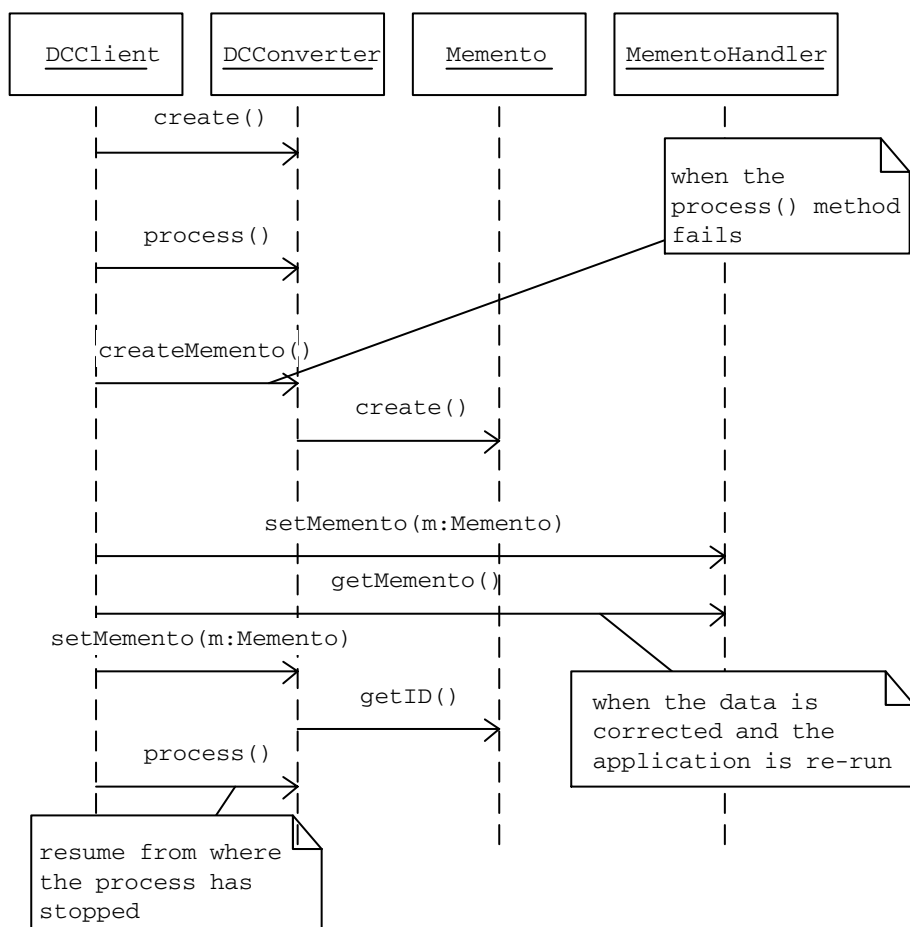 DCClient
DCConverter
Memento
MementoHandler
create()
when the
process() method
fails
process()
createMemento()
create()
setMemento(m:Memento)
getMemento()
setMemento(m:Memento)
getID()
when the data is
corrected and the
application is re-run
process()
resume from where
the process has
stopped